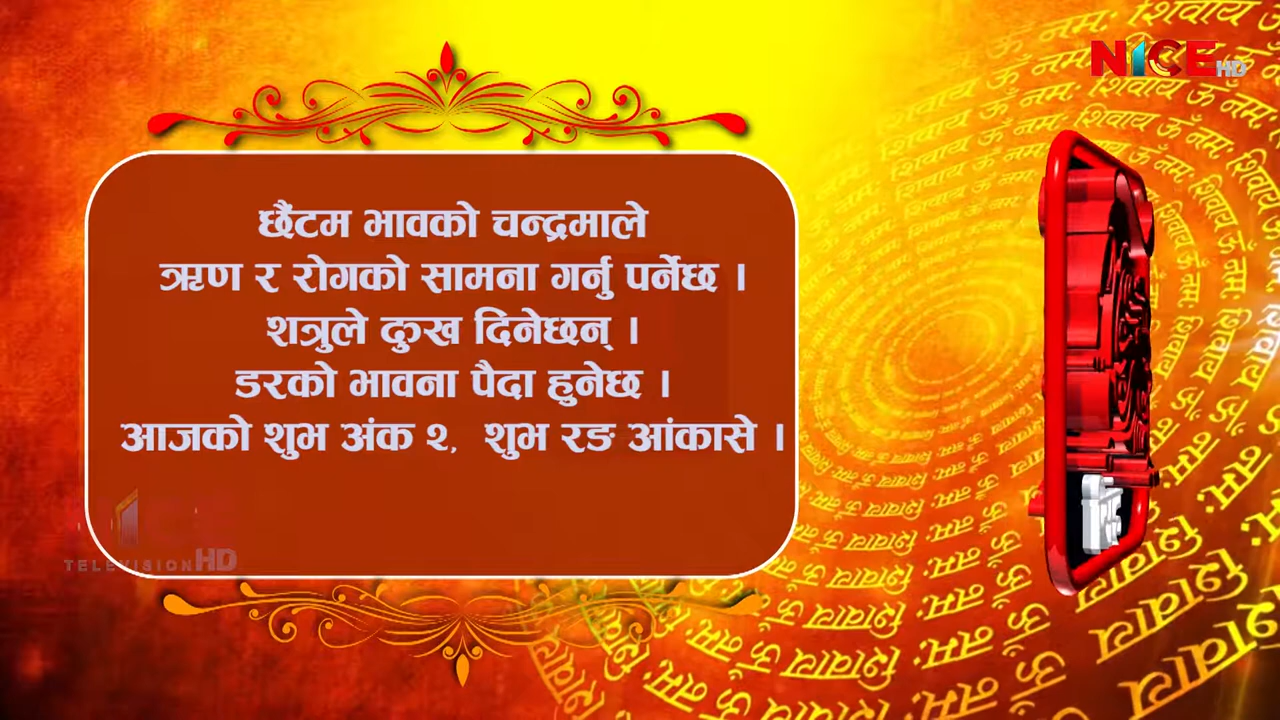 NICE HD
छैंटम भावको चन्द्रमाले
ऋण र रोगको सामना गर्नु पर्नेछ ।
शत्रुले दुख दिनेछन् ।
डरको भावना पैदा हुनेछ ।
आजको शुभ अंक २, शुभ रङ आंकासे ।
TELEVISION HD
ॐ नमः शिवाय